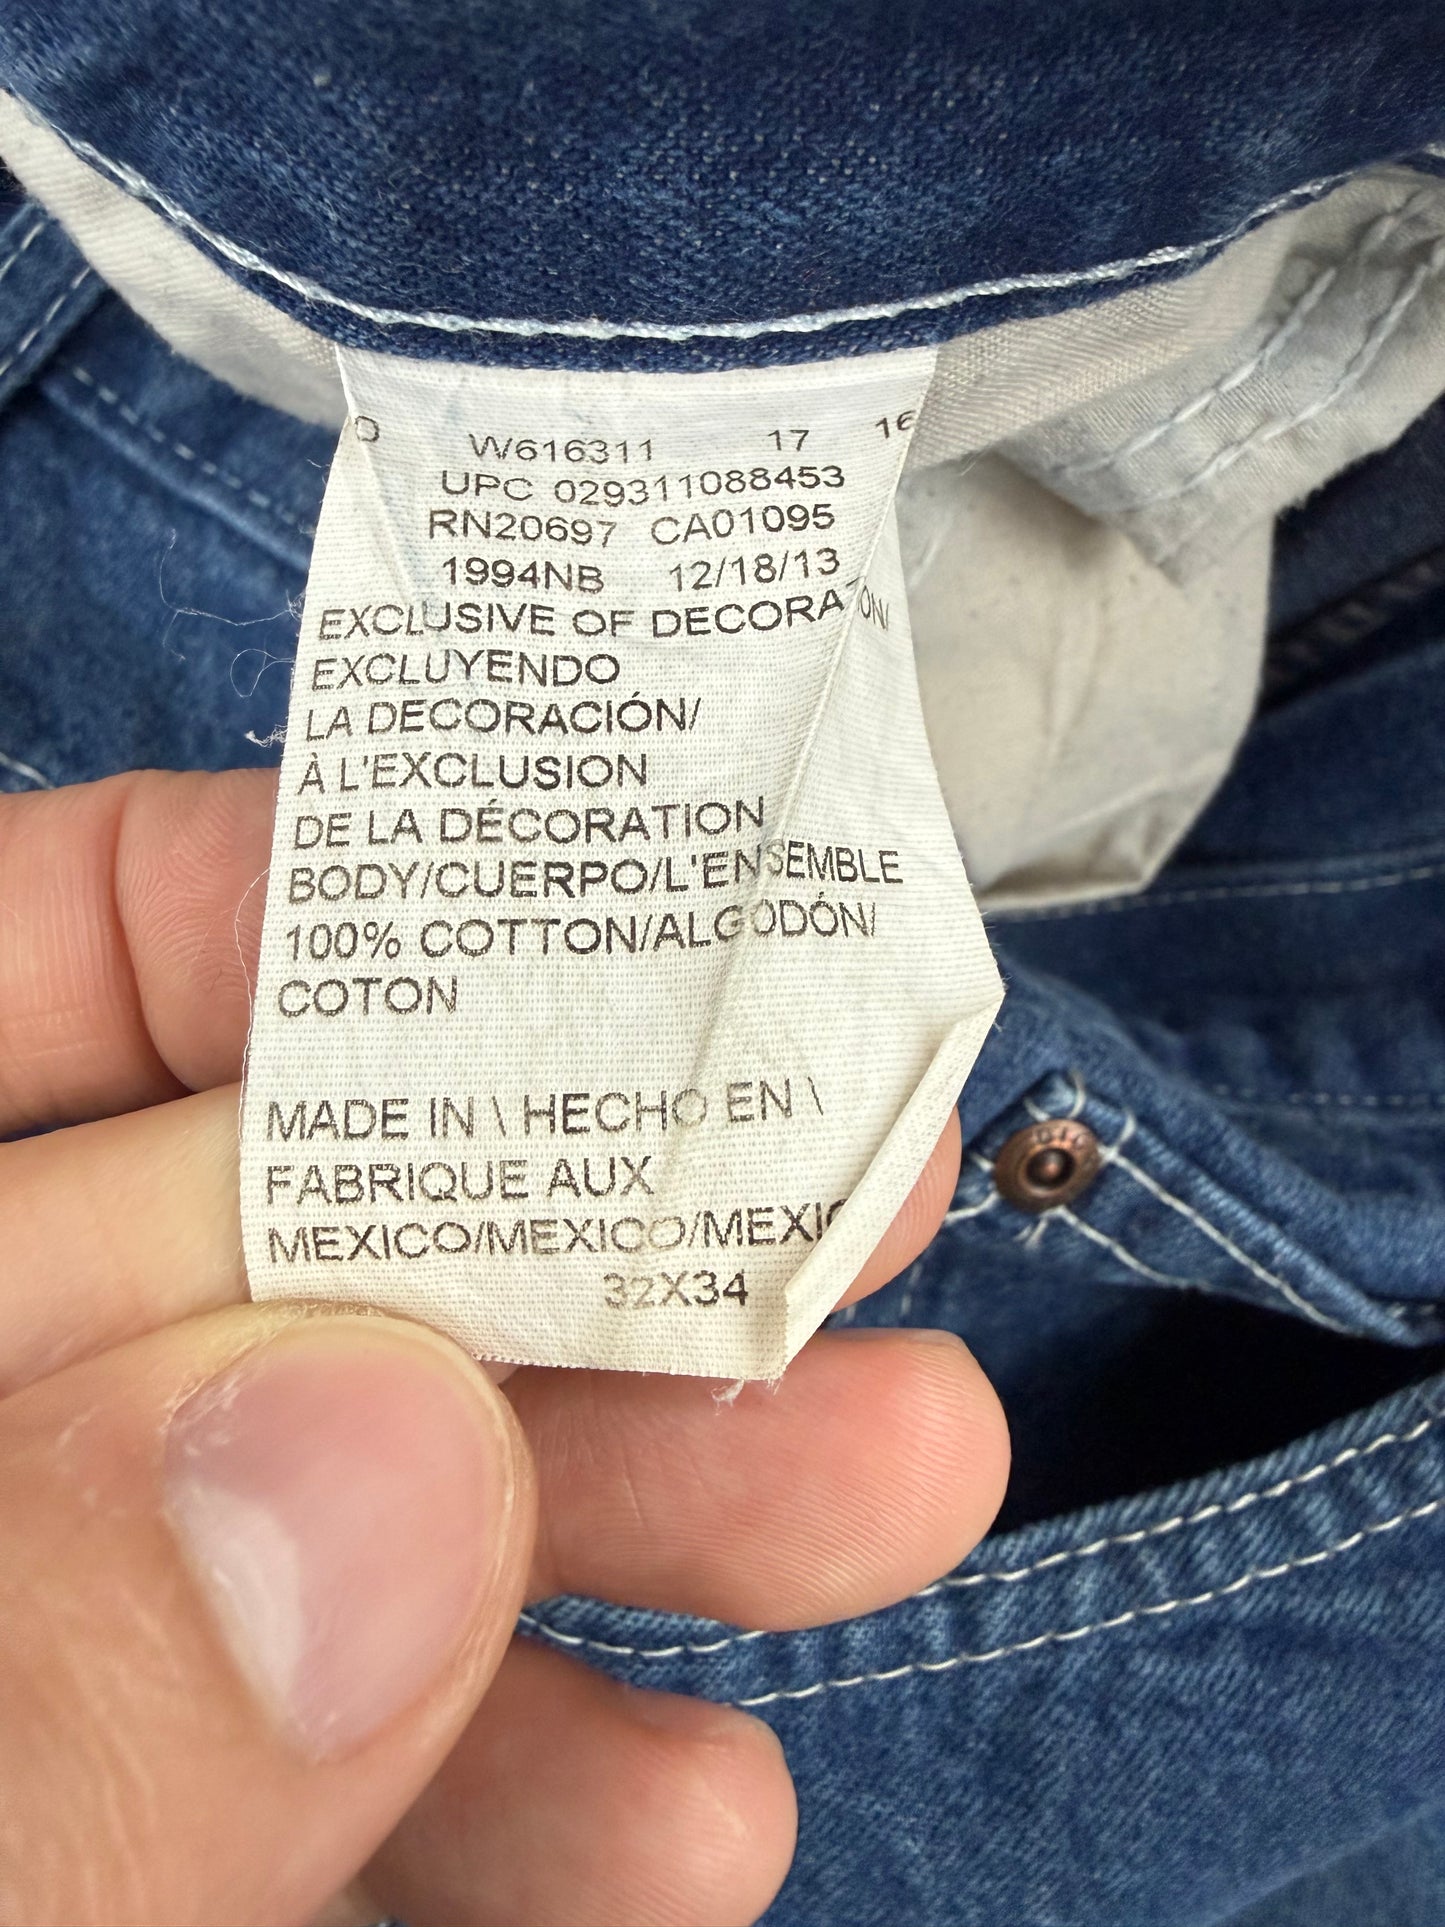 W616311 17 16
UPC 029311088453
RN20697 CA01095
1994NB 12/18/13
EXCLUSIVE OF DECORATION/
EXCLUYENDO
LA DECORACIÓN/
À L'EXCLUSION
DE LA DÉCORATION
BODY/CUERPO/L'ENSEMBLE
100% COTTON/ALGODÓN/
COTON
MADE IN \ HECHO EN \
FABRIQUE AUX
MEXICO/MEXICO/MEXIC
32X34